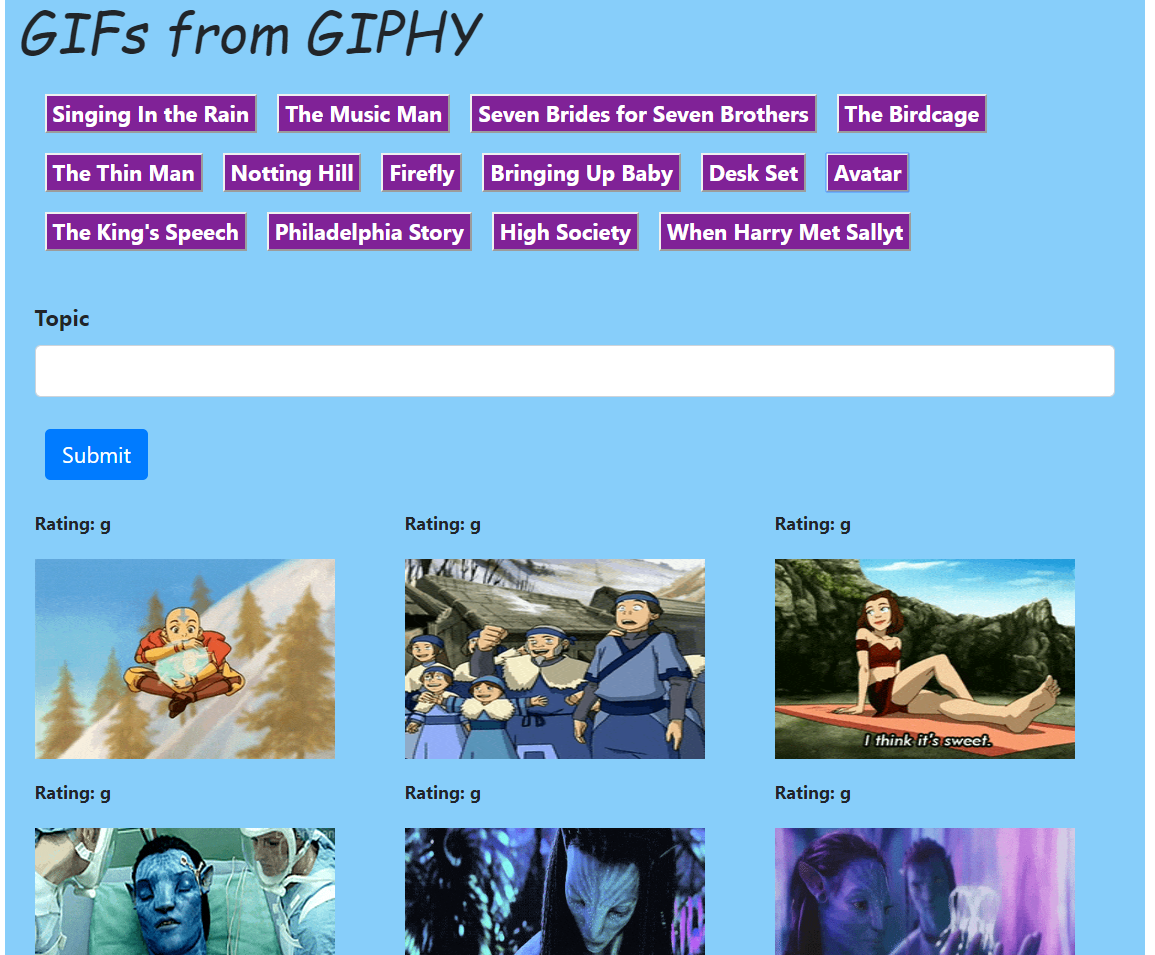 GIFs from GIPHY
Singing In the Rain The Music Man Seven Brides for Seven Brothers The Birdcage
The Thin Man Notting Hill Firefly Bringing Up Baby Desk Set Avatar
The King's Speech Philadelphia Story High Society When Harry Met Sallyt
Topic
Submit
Rating: g Rating: g Rating: g
I think it's sweet.
Rating: g Rating: g Rating: g